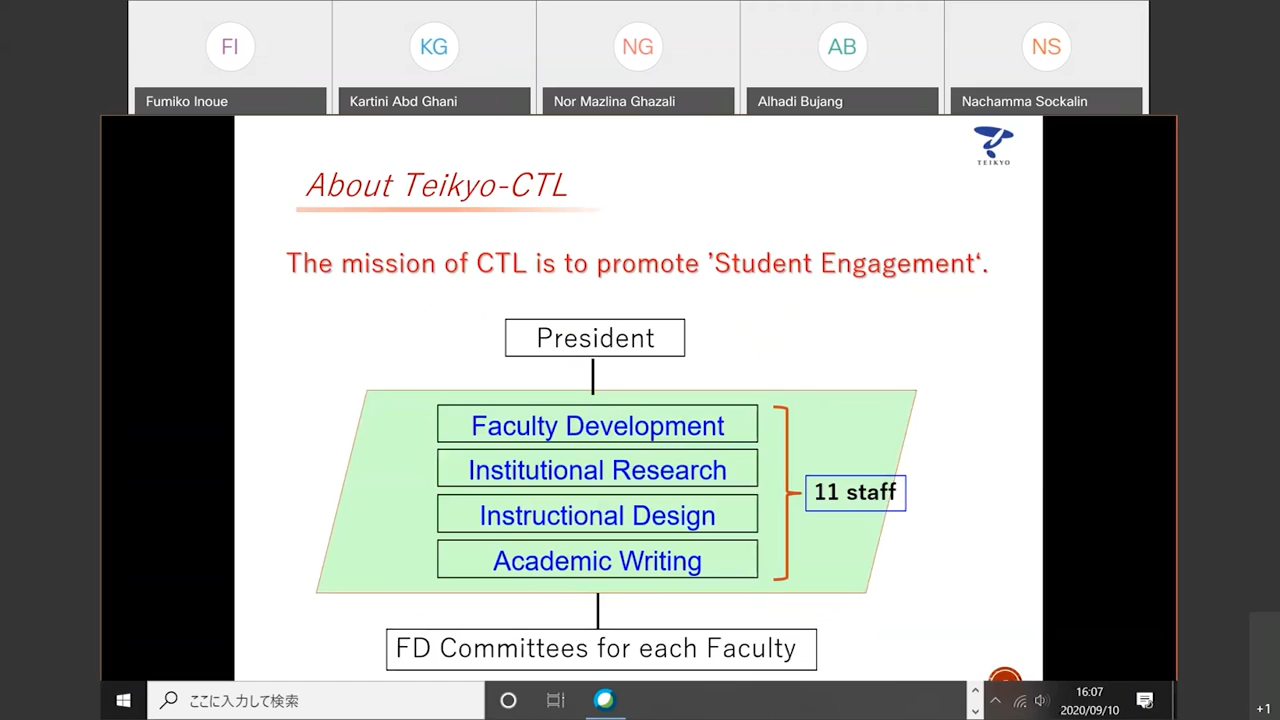 FI
KG
NG
AB
NS
Fumiko Inoue
Kartini Abd Ghani
Nor Mazlina Ghazali
Alhadi Bujang
Nachamma Sockalin
TEIKYO
About Teikyo-CTL
The mission of CTL is to promote ’Student Engagement‘.
President
Faculty Development
Institutional Research
Instructional Design
Academic Writing
11 staff
FD Committees for each Faculty
ここに入力して検索
16:07
2020/09/10
+1